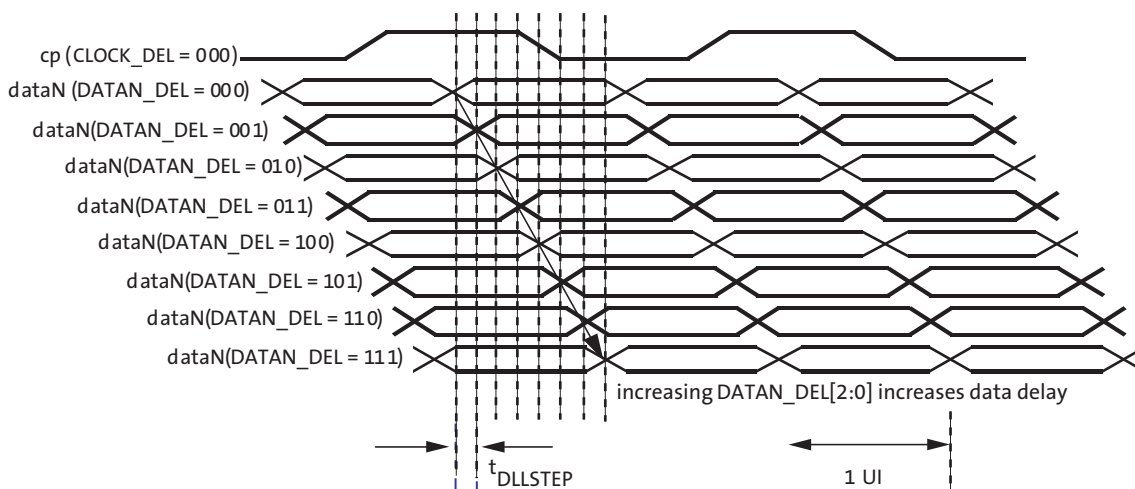 cp (CLOCK_DEL = 000)
dataN (DATAN_DEL = 000)
dataN(DATAN_DEL = 001)
dataN(DATAN_DEL = 010)
dataN(DATAN_DEL = 011)
dataN(DATAN_DEL = 100)
dataN(DATAN_DEL = 101)
dataN(DATAN_DEL = 110)
dataN(DATAN_DEL = 111)
increasing DATAN_DEL[2:0] increases data delay
tDLLSTEP
1 UI